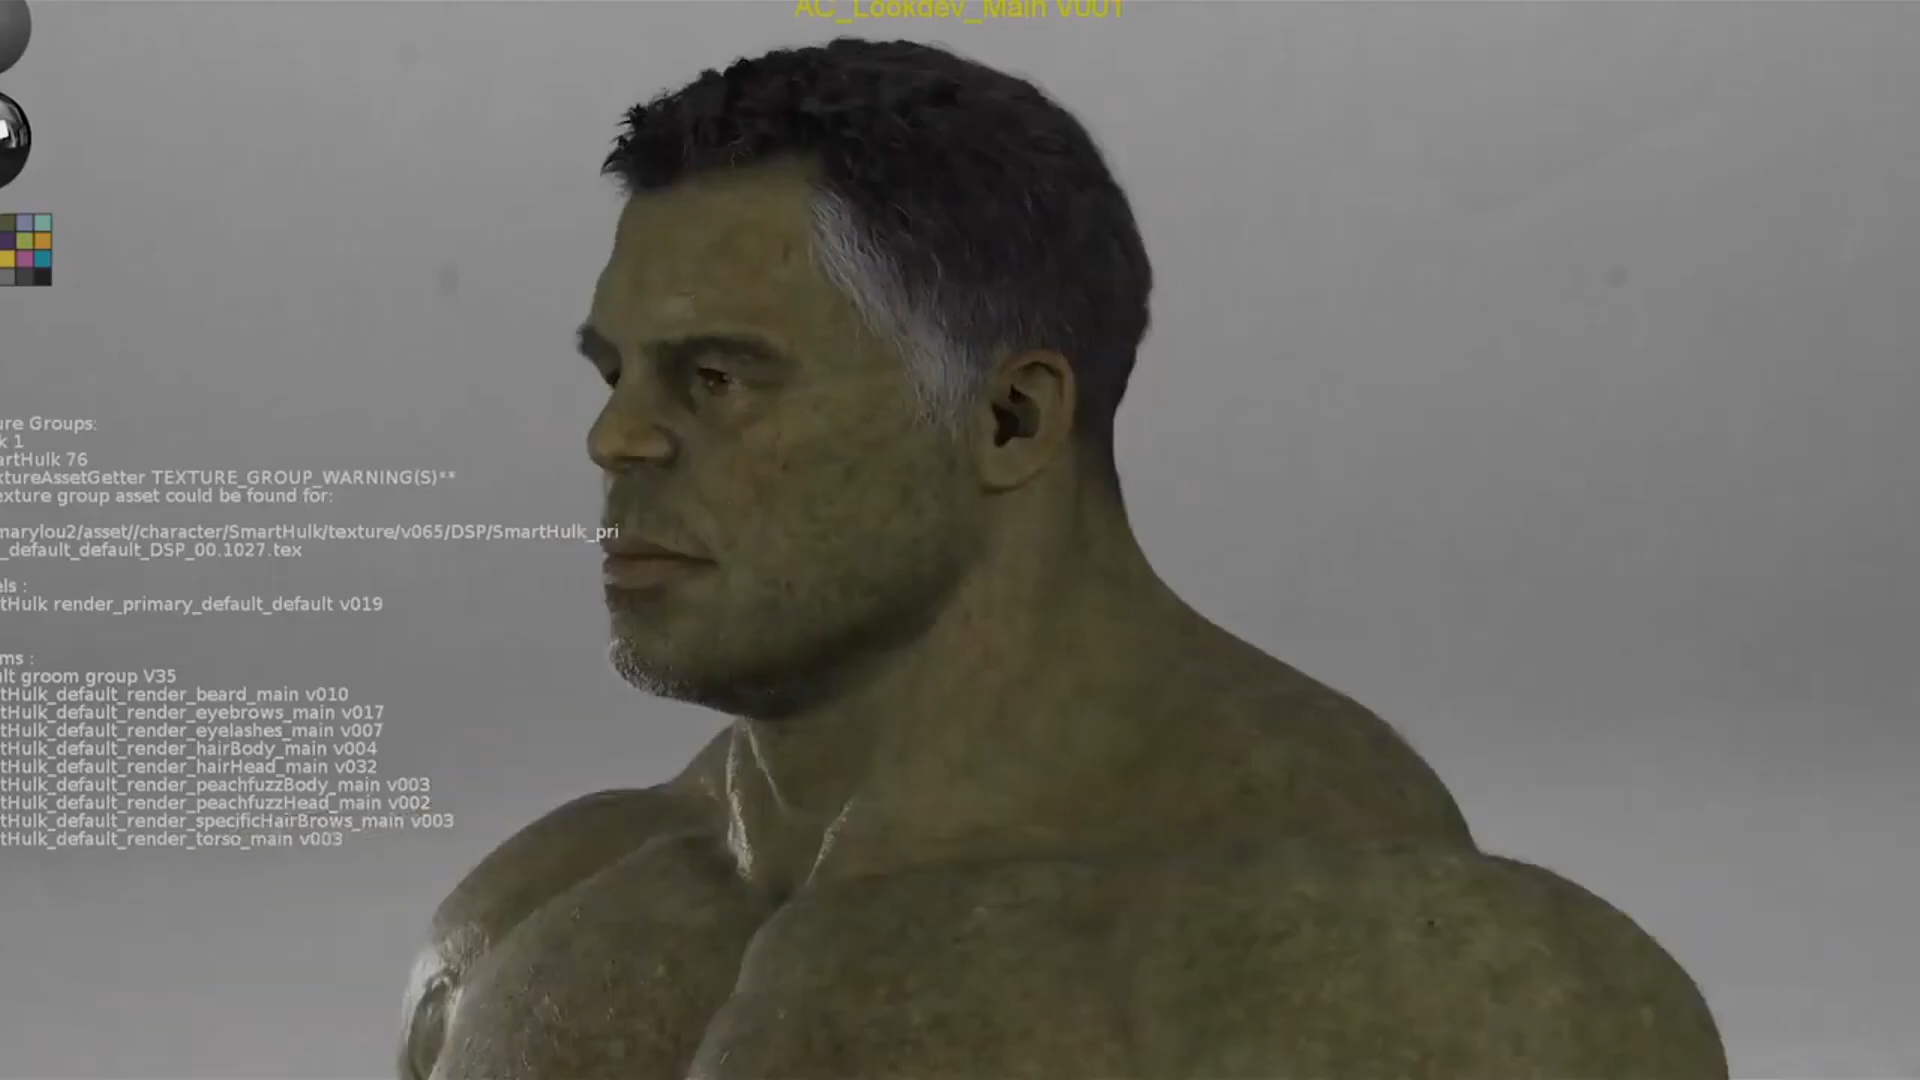 AC_Lookdev_Main v001
ure Groups:
k 1
artHulk 76
xtureAssetGetter TEXTURE_GROUP_WARNING(S)**
exture group asset could be found for:
marylou2/asset//character/SmartHulk/texture/v065/DSP/SmartHulk_pri
_default_default_DSP_00.1027.tex
els :
tHulk render_primary_default_default v019
ms :
ult groom group V35
tHulk_default_render_beard_main v010
tHulk_default_render_eyebrows_main v017
tHulk_default_render_eyelashes_main v007
tHulk_default_render_hairBody_main v004
tHulk_default_render_hairHead_main v032
tHulk_default_render_peachfuzzBody_main v003
tHulk_default_render_peachfuzzHead_main v002
tHulk_default_render_specificHairBrows_main v003
tHulk_default_render_torso_main v003